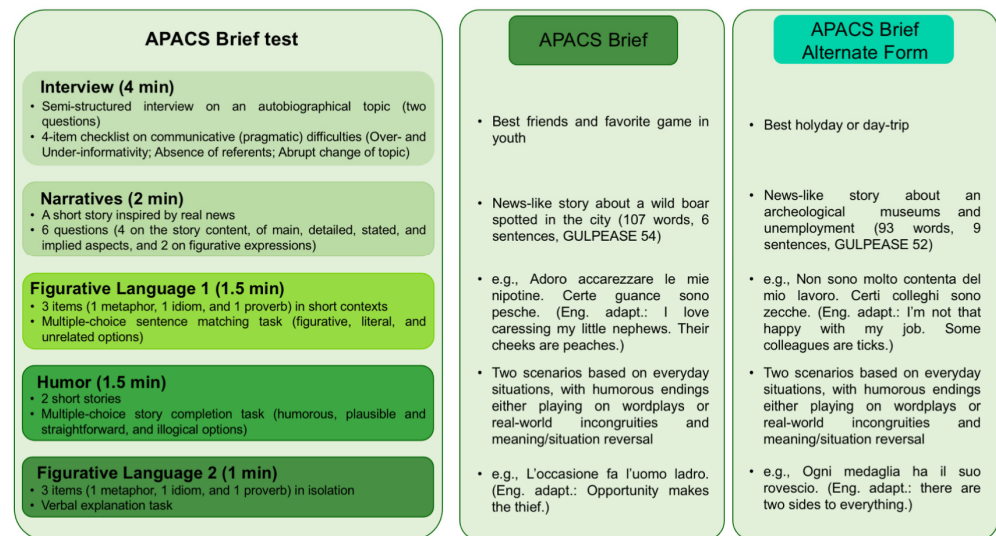 APACS Brief test
Interview (4 min)
• Semi-structured interview on an autobiographical topic (two
questions)
• 4-item checklist on communicative (pragmatic) difficulties (Over- and
Under-informativity; Absence of referents; Abrupt change of topic)
Narratives (2 min)
• A short story inspired by real news
• 6 questions (4 on the story content, of main, detailed, stated, and
implied aspects, and 2 on figurative expressions)
Figurative Language 1 (1.5 min)
• 3 items (1 metaphor, 1 idiom, and 1 proverb) in short contexts
• Multiple-choice sentence matching task (figurative, literal, and
unrelated options)
Humor (1.5 min)
• 2 short stories
• Multiple-choice story completion task (humorous, plausible and
straightforward, and illogical options)
Figurative Language 2 (1 min)
• 3 items (1 metaphor, 1 idiom, and 1 proverb) in isolation
• Verbal explanation task
APACS Brief
• Best friends and favorite game in
youth
• News-like story about a wild boar
spotted in the city (107 words, 6
sentences, GULPEASE 54)
• e.g., Adoro accarezzare le mie
nipotine. Certe guance sono
pesche. (Eng. adapt.: I love
caressing my little nephews. Their
cheeks are peaches.)
• Two scenarios based on everyday
situations, with humorous endings
either playing on wordplays or
real-world incongruities and
meaning/situation reversal
• e.g., L'occasione fa l'uomo ladro.
(Eng. adapt.: Opportunity makes
the thief.)
APACS Brief
Alternate Form
• Best holyday or day-trip
• News-like story about an
archeological museums and
unemployment (93 words, 9
sentences, GULPEASE 52)
• e.g., Non sono molto contenta del
mio lavoro. Certi colleghi sono
zecche. (Eng. adapt.: I'm not that
happy with my job. Some
colleagues are ticks.)
• Two scenarios based on everyday
situations, with humorous endings
either playing on wordplays or
real-world incongruities and
meaning/situation reversal
• e.g., Ogni medaglia ha il suo
rovescio. (Eng. adapt.: there are
two sides to everything.)